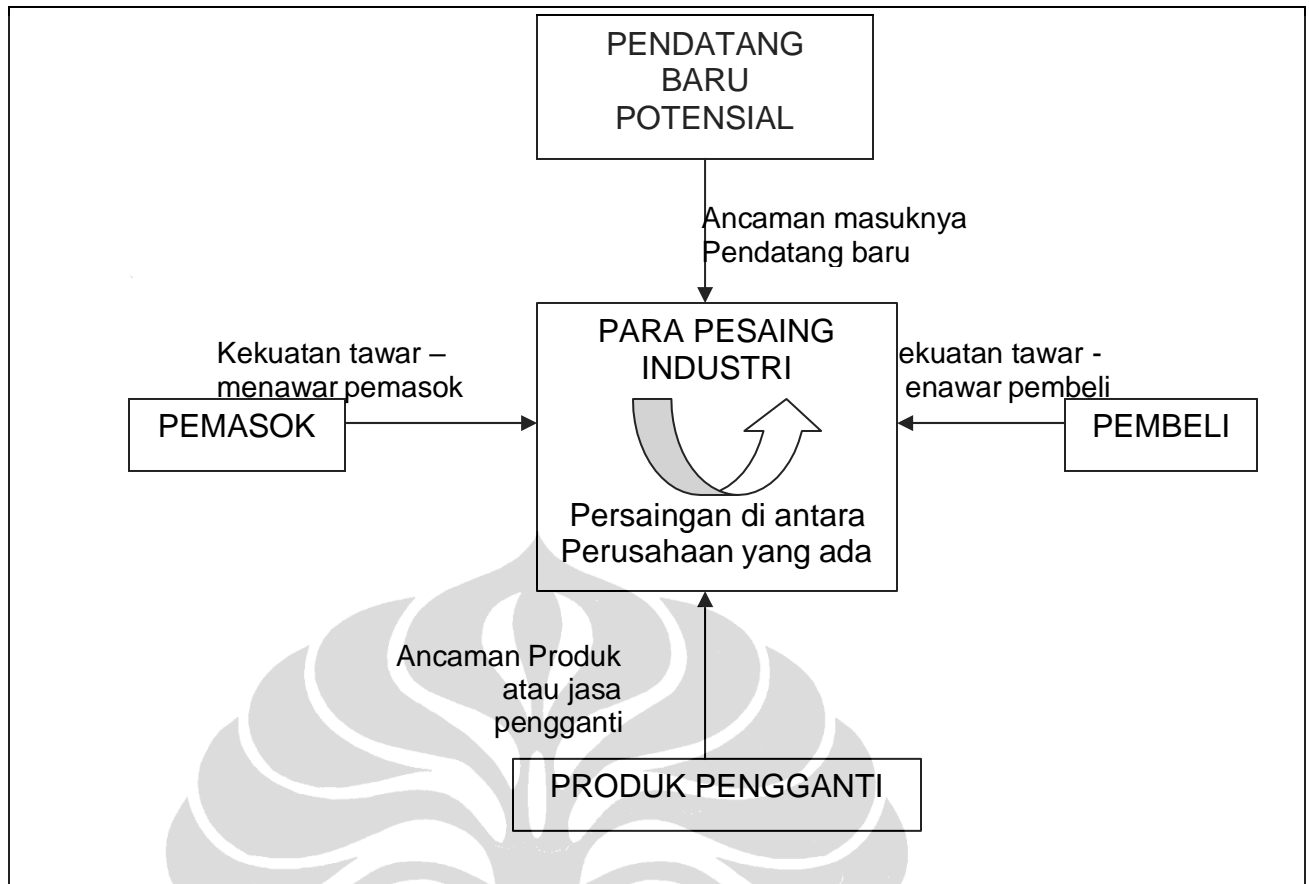 PENDATANG
BARU
POTENSIAL
Ancaman masuknya
Pendatang baru
PARA PESAING
INDUSTRI
Kekuatan tawar –
menawar pemasok
ekuatan tawar -
enawar pembeli
PEMASOK
PEMBELI
Persaingan di antara
Perusahaan yang ada
Ancaman Produk
atau jasa
pengganti
PRODUK PENGGANTI